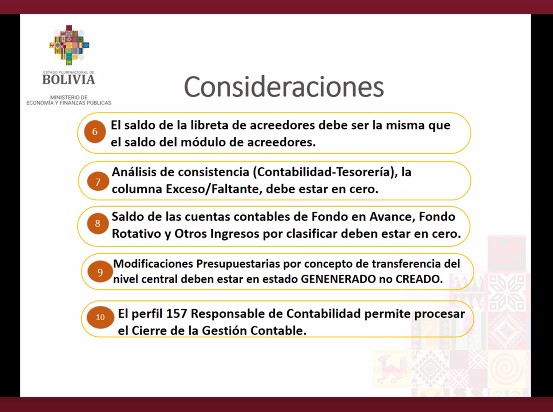 ESTADO PLURINACIONAL DE
BOLIVIA
MINISTERIO DE
ECONOMÍA Y FINANZAS PÚBLICAS
Consideraciones
6 El saldo de la libreta de acreedores debe ser la misma que
el saldo del módulo de acreedores.
7 Análisis de consistencia (Contabilidad-Tesorería), la
columna Exceso/Faltante, debe estar en cero.
8 Saldo de las cuentas contables de Fondo en Avance, Fondo
Rotativo y Otros Ingresos por clasificar deben estar en cero.
9 Modificaciones Presupuestarias por concepto de transferencia del
nivel central deben estar en estado GENENERADO no CREADO.
10 El perfil 157 Responsable de Contabilidad permite procesar
el Cierre de la Gestión Contable.